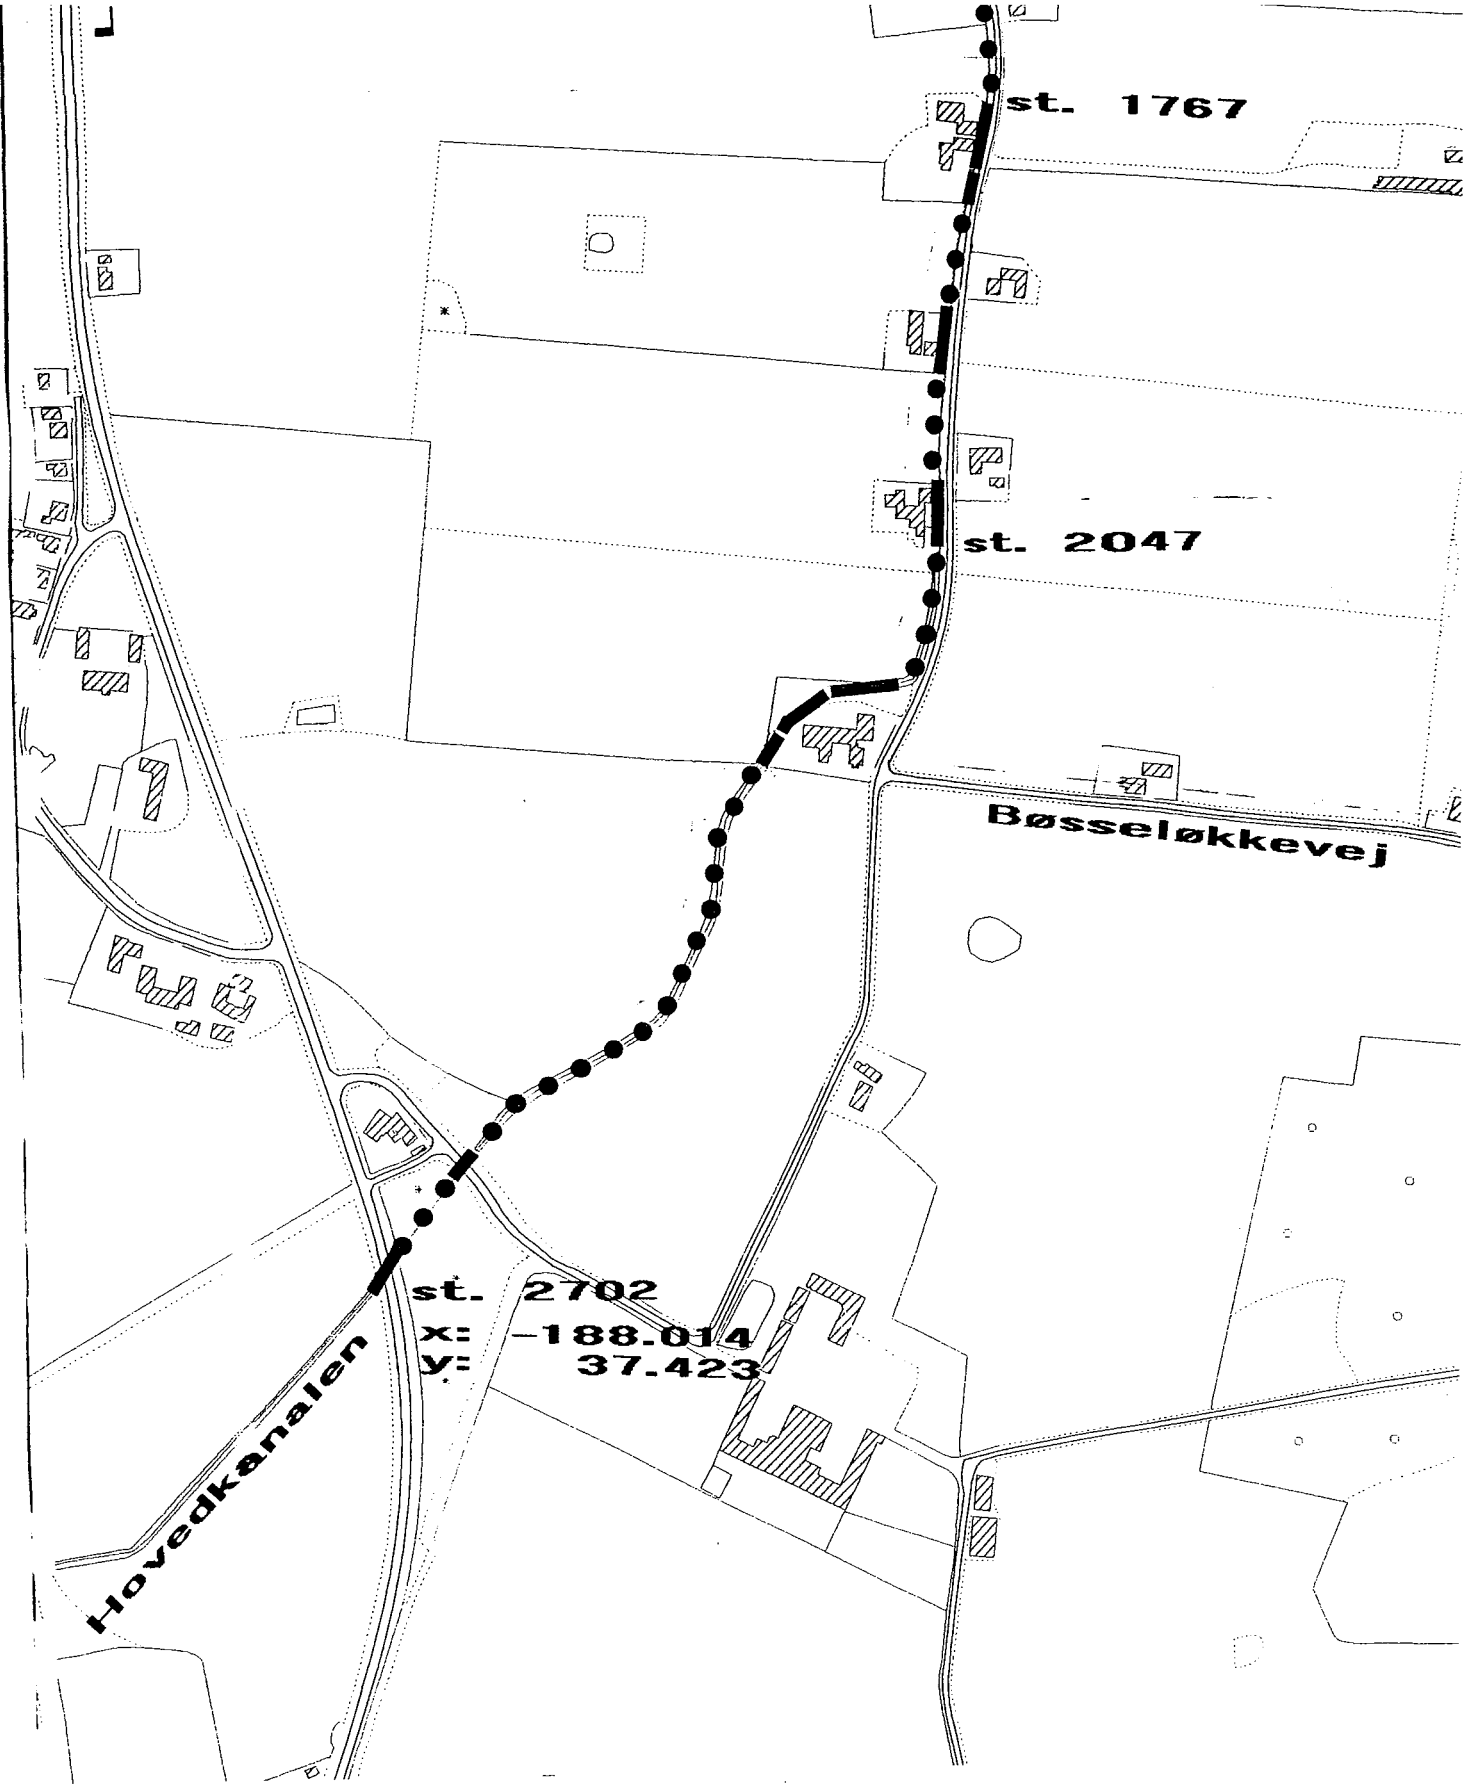 st. 1767
st. 2047
Bøsseløkkevej
st. 2702
x: -188.014
y: 37.423
Hovedkanalen